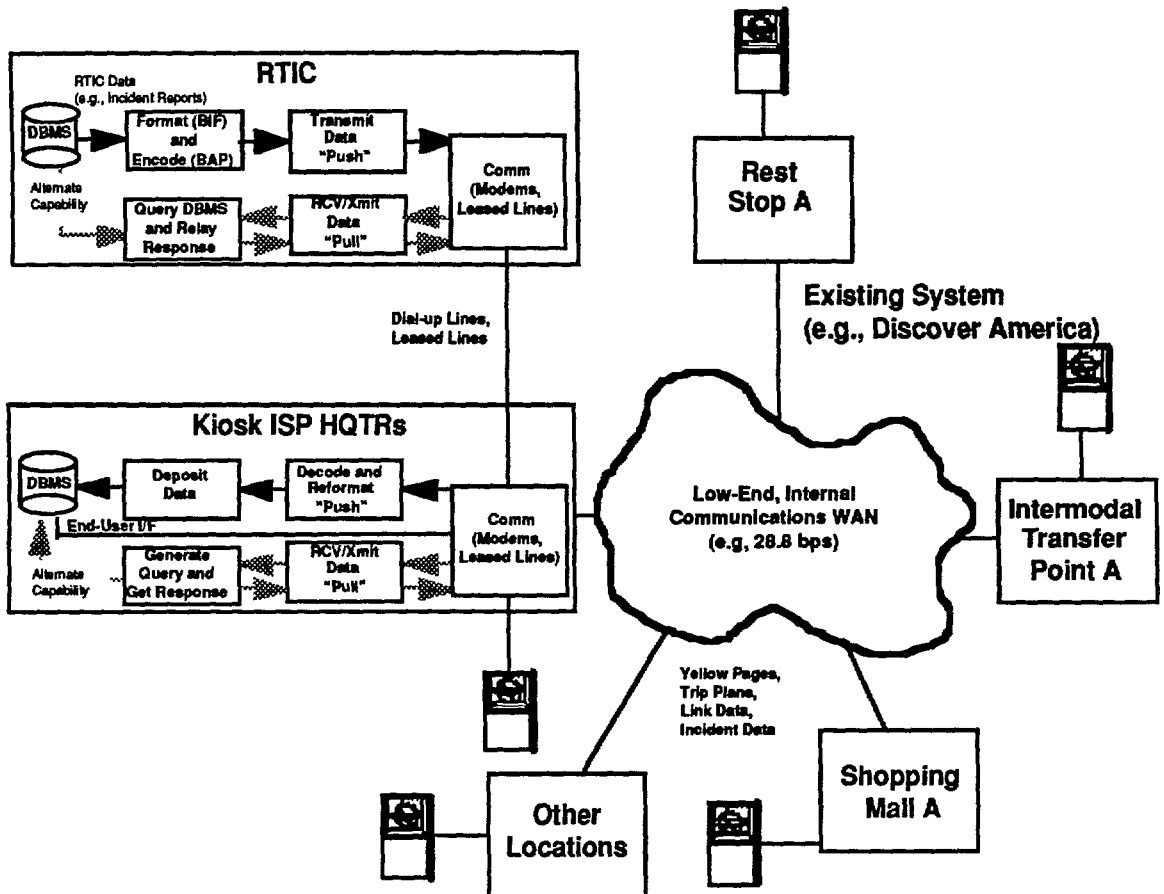 RTIC
RTIC Data
(e.g., Incident Reports)
DBMS
Format (BIF)
and
Encode (BAP)
Transmit
Data
"Push"
Comm
(Modems,
Leased Lines)
Alternate
Capability
Query DBMS
and Relay
Response
RCV/Xmit
Data
"Pull"
Rest
Stop A
Dial-up Lines,
Leased Lines
Existing System
(e.g., Discover America)
Kiosk ISP HQTRs
DBMS
Deposit
Data
Decode and
Reformat
"Push"
Comm
(Modems,
Leased Lines)
End-User I/F
Alternate
Capability
Generate
Query and
Get Response
RCV/Xmit
Data
"Pull"
Low-End, Internal
Communications WAN
(e.g, 28.8 bps)
Intermodal
Transfer
Point A
Yellow Pages,
Trip Plans,
Link Data,
Incident Data
Shopping
Mall A
Other
Locations